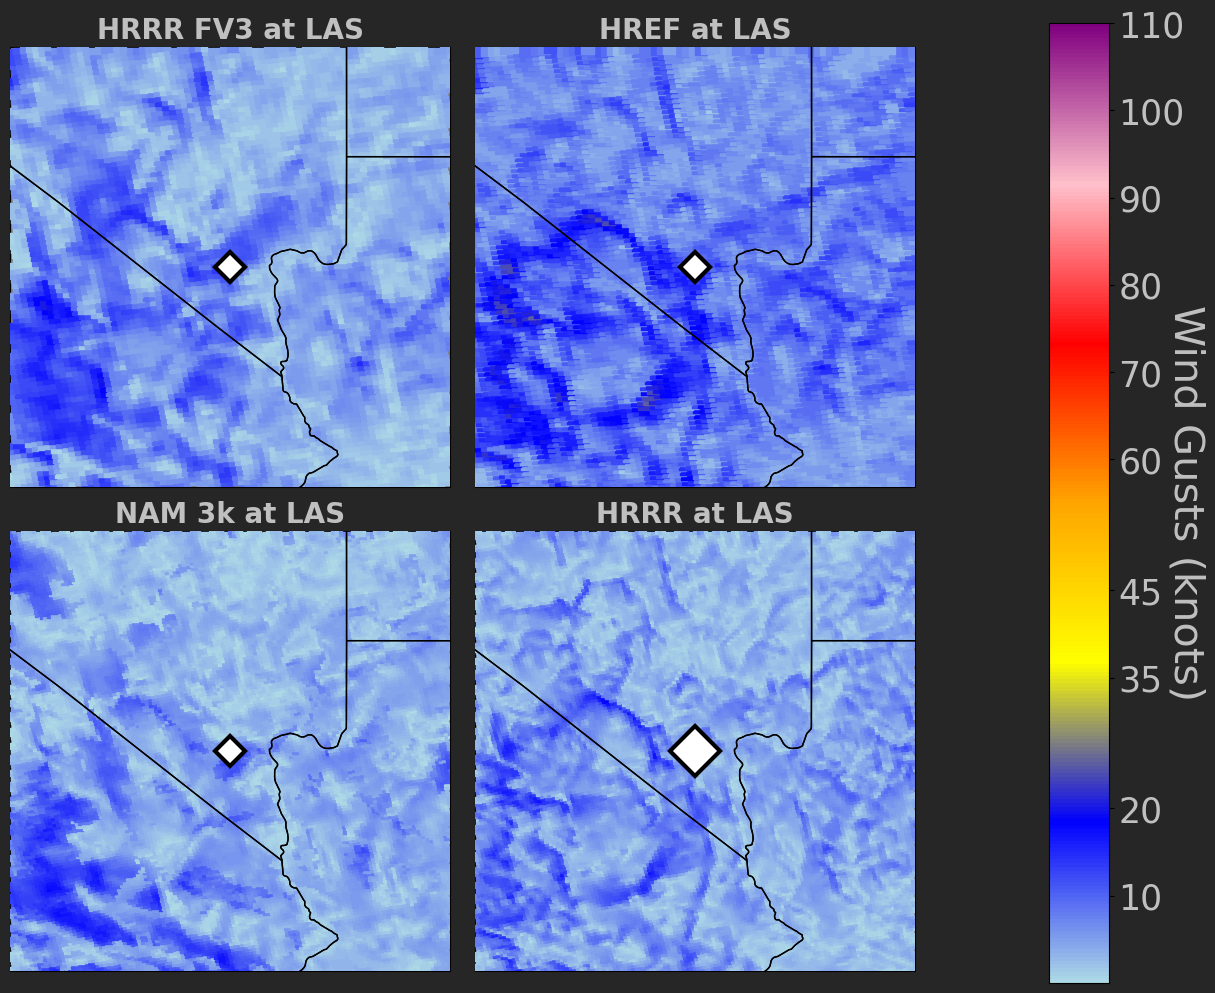 HRRR FV3 at LAS
HREF at LAS
NAM 3k at LAS
HRRR at LAS
110
100
90
80
70
60
45
35
20
10
Wind Gusts (knots)